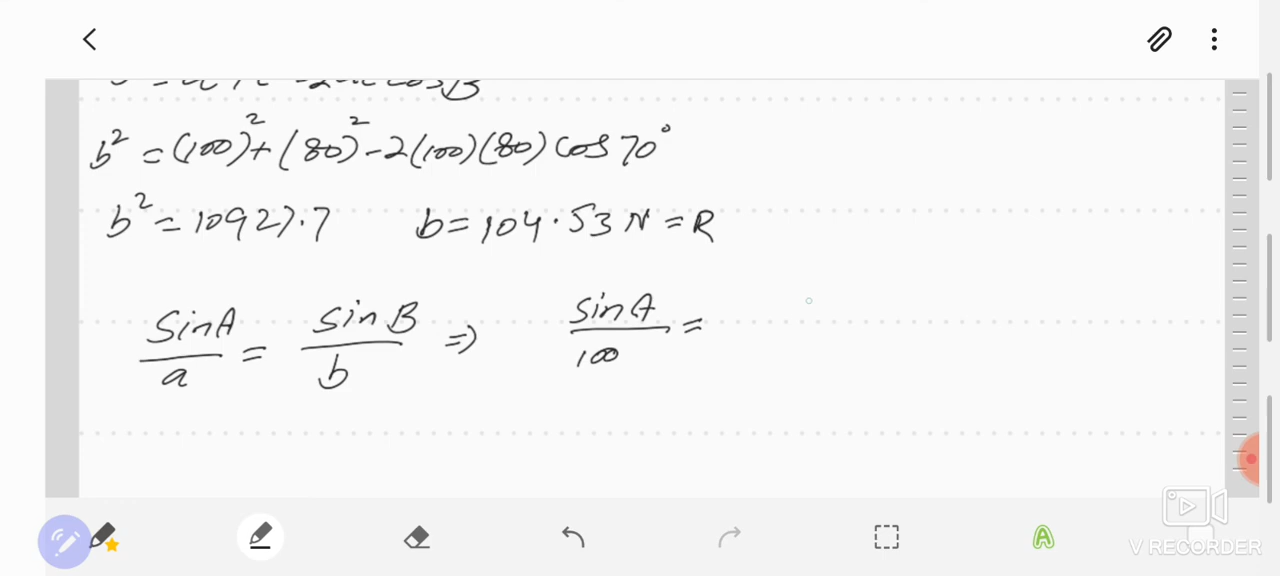 b² = (100)² + (80)² - 2(100)(80) cos 70°
b² = 10927.7 b = 104.53 N = R
SinA/a = SinB/b ⇒ SinA/100 =
V RECORDER